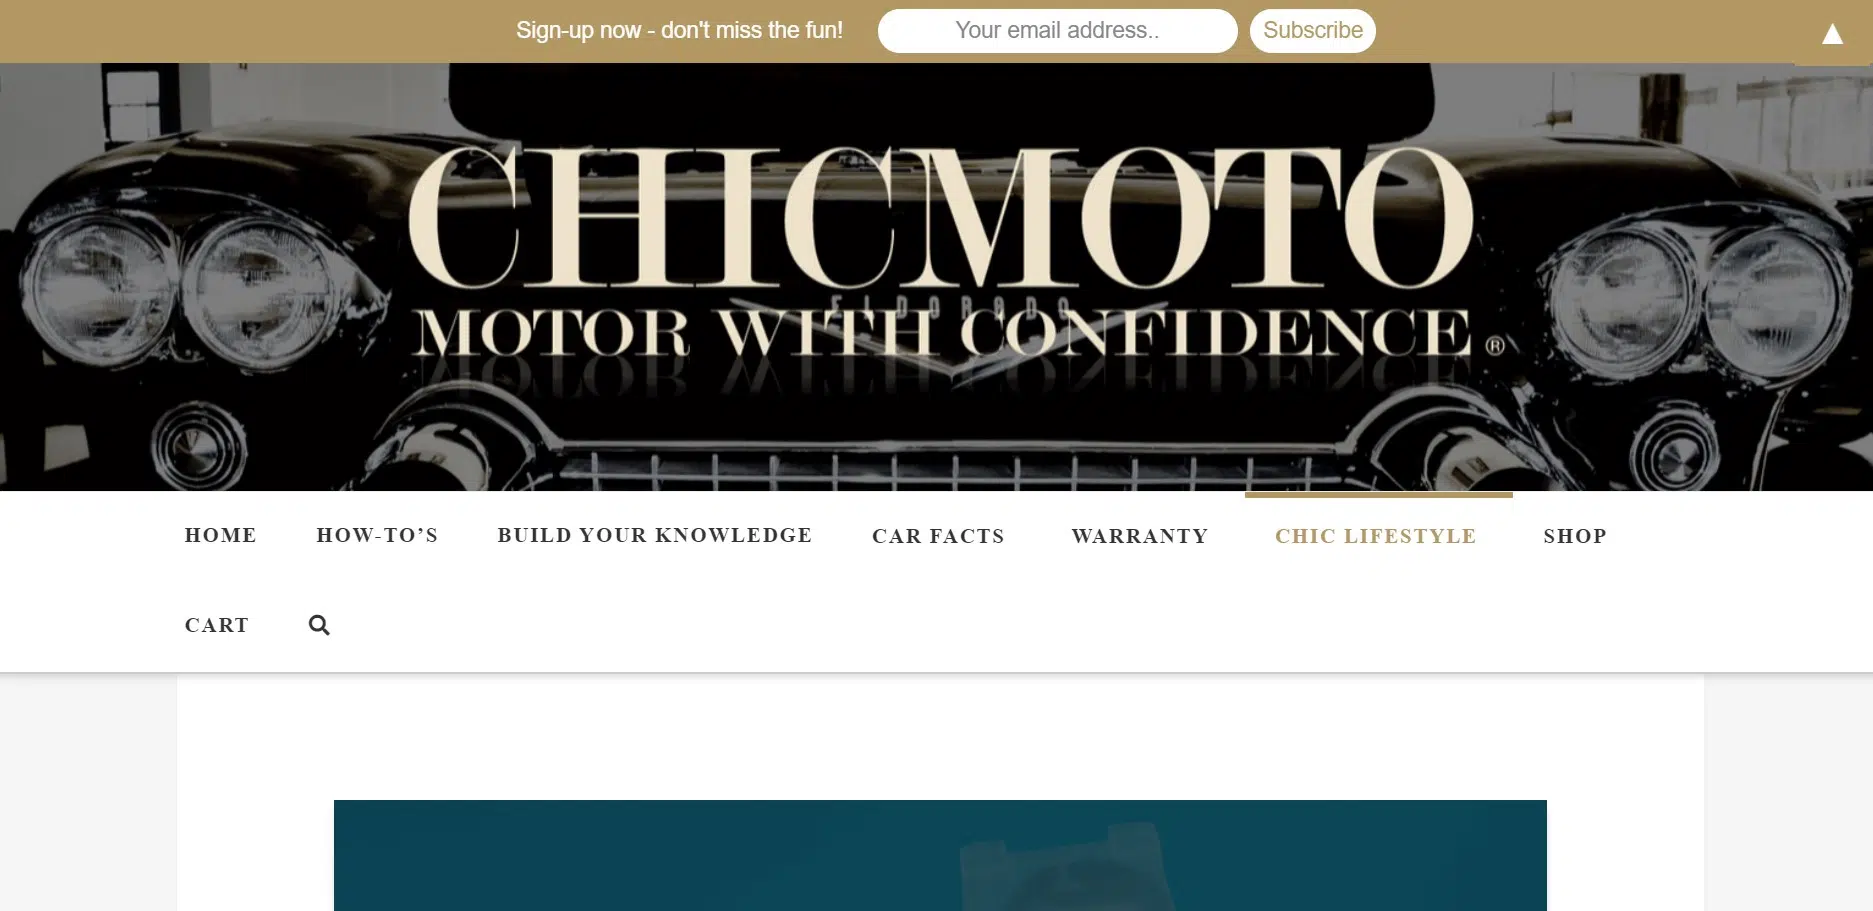 Sign-up now - don't miss the fun! Your email address.. Subscribe
CHICMOTO
ELDORADO
MOTOR WITH CONFIDENCE ®
HOME HOW-TO’S BUILD YOUR KNOWLEDGE CAR FACTS WARRANTY CHIC LIFESTYLE SHOP
CART